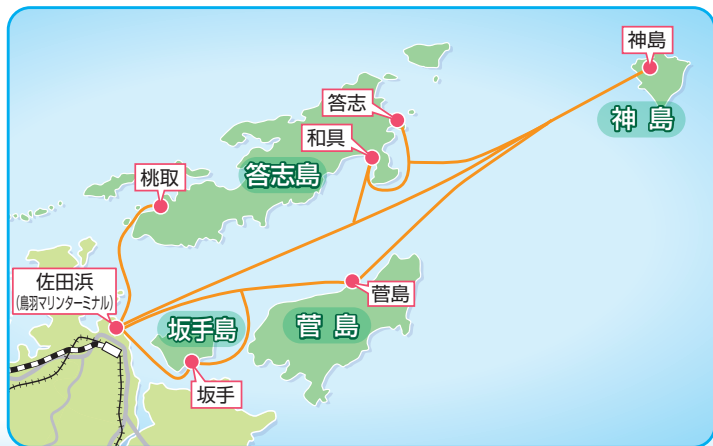 神島
神島
答志
和具
答志島
桃取
佐田浜
(鳥羽マリンターミナル)
菅島
坂手島
菅島
坂手